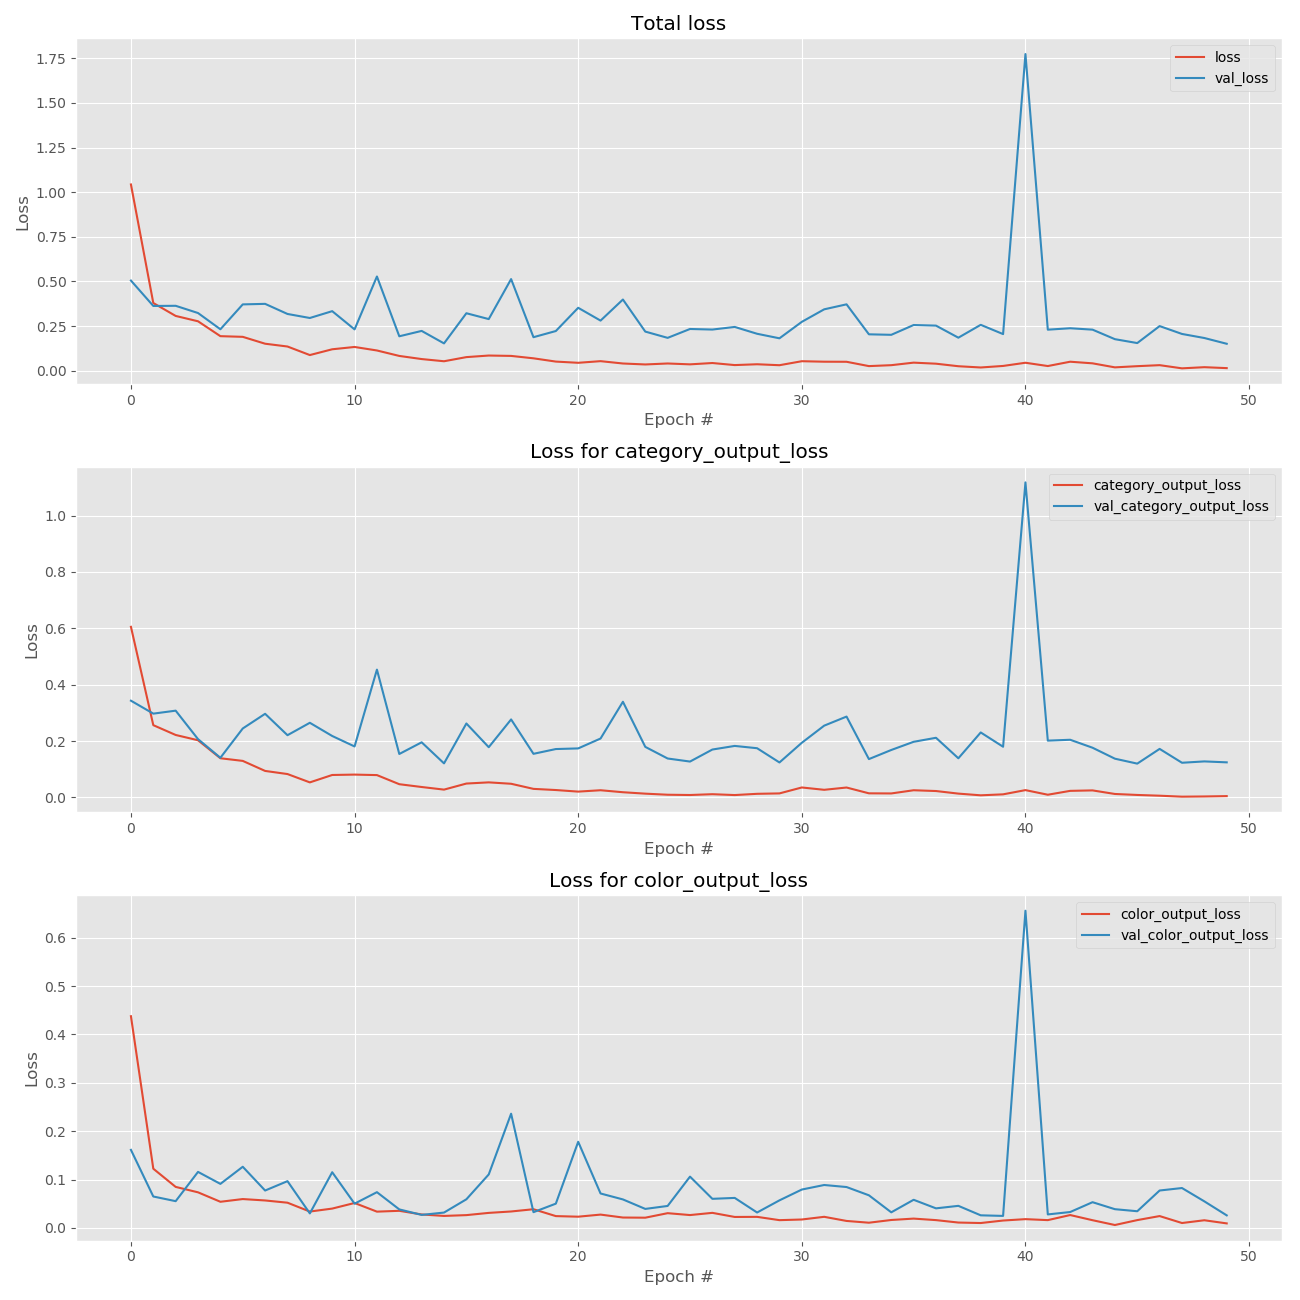 Total loss
1.75
1.50
1.25
1.00
0.75
0.50
0.25
0.00
Loss
loss
val_loss
0 10 20 30 40 50
Epoch #
Loss for category_output_loss
1.0
0.8
0.6
0.4
0.2
0.0
Loss
category_output_loss
val_category_output_loss
0 10 20 30 40 50
Epoch #
Loss for color_output_loss
0.6
0.5
0.4
0.3
0.2
0.1
0.0
Loss
color_output_loss
val_color_output_loss
0 10 20 30 40 50
Epoch #